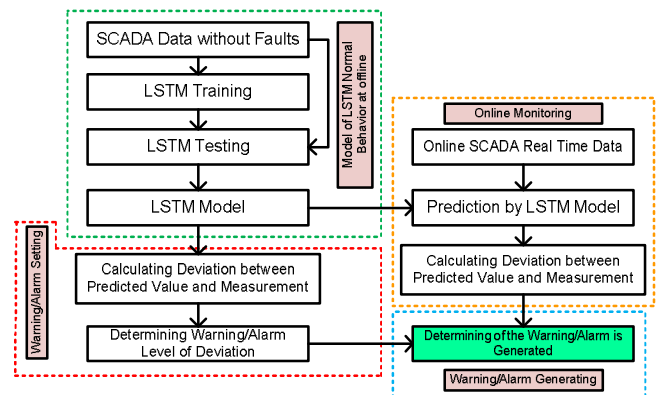 SCADA Data without Faults
LSTM Training
LSTM Testing
LSTM Model
Model of LSTM Normal
Behavior at offline
Warning/Alarm Setting
Calculating Deviation between
Predicted Value and Measurement
Determining Warning/Alarm
Level of Deviation
Online Monitoring
Online SCADA Real Time Data
Prediction by LSTM Model
Calculating Deviation between
Predicted Value and Measurement
Determining of the Warning/Alarm is
Generated
Warning/Alarm Generating